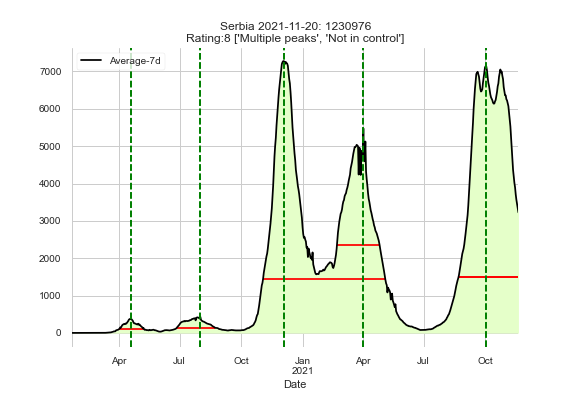 Serbia 2021-11-20: 1230976
Rating:8 ['Multiple peaks', 'Not in control']
Average-7d
7000
6000
5000
4000
3000
2000
1000
0
Apr Jul Oct Jan Apr Jul Oct
2021
Date